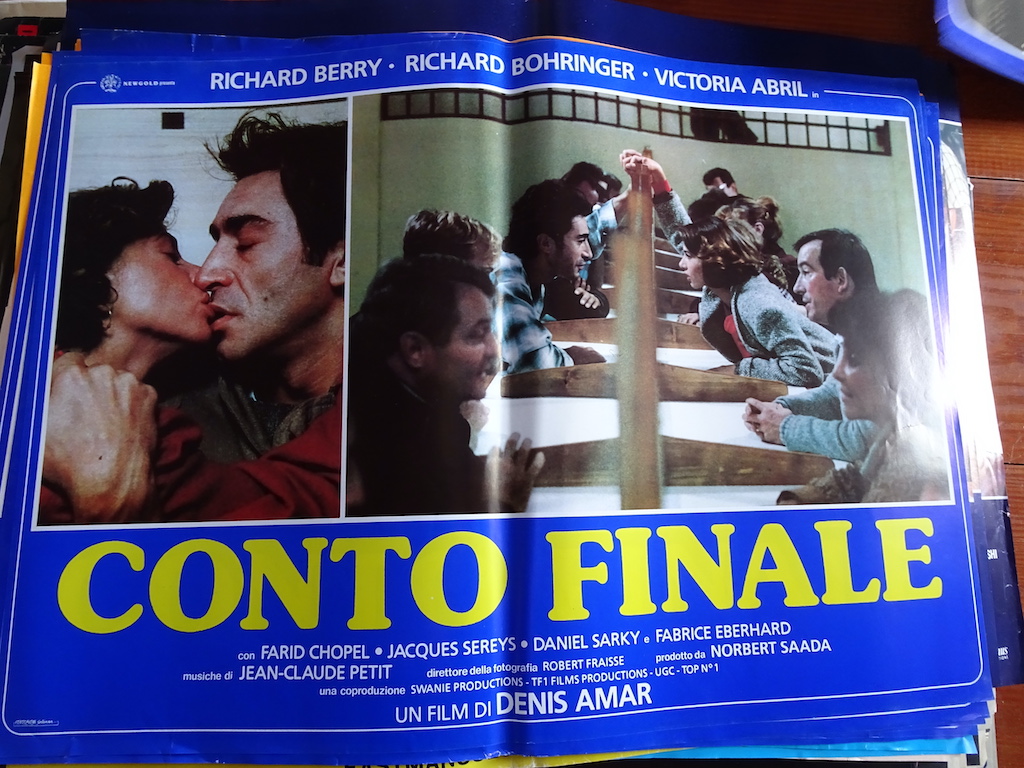 NEWGOLD presenta
RICHARD BERRY · RICHARD BOHRINGER · VICTORIA ABRIL in
CONTO FINALE
con FARID CHOPEL • JACQUES SEREYS • DANIEL SARKY e FABRICE EBERHARD
musiche di JEAN-CLAUDE PETIT direttore della fotografia ROBERT FRAISSE prodotto da NORBERT SAADA
una coproduzione SWANIE PRODUCTIONS - TF1 FILMS PRODUCTIONS - UGC - TOP N°1
UN FILM DI DENIS AMAR